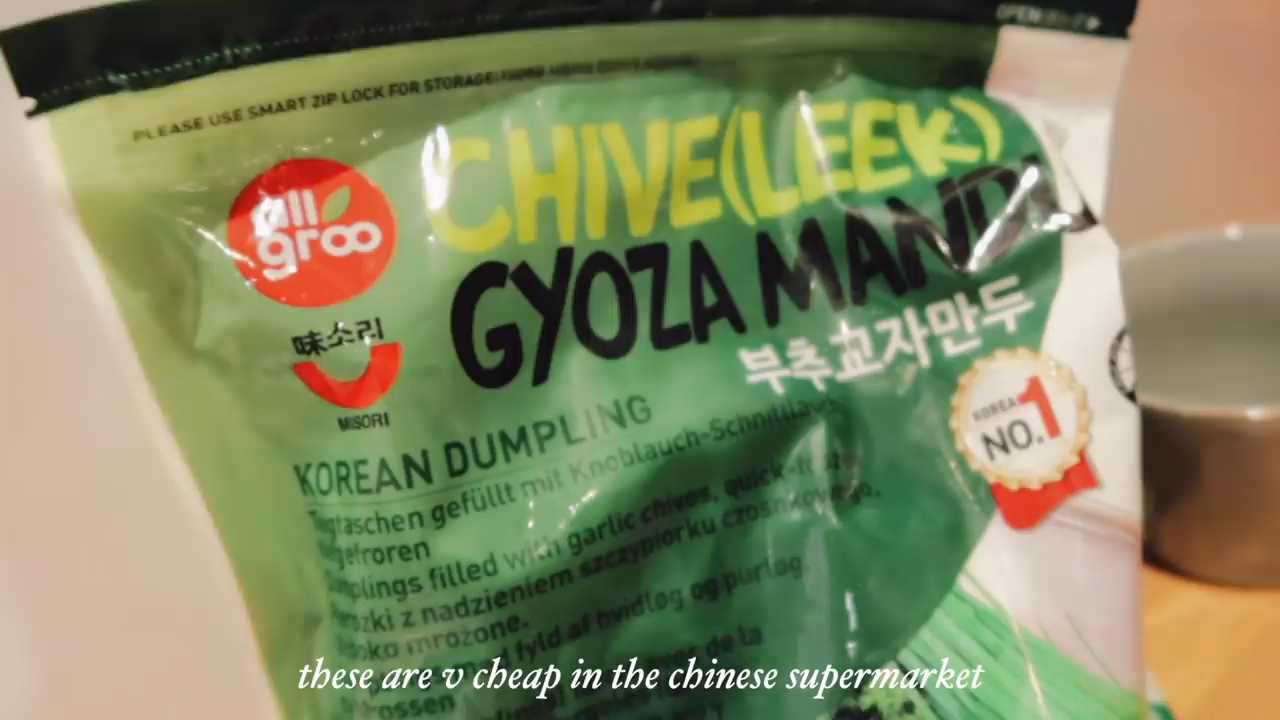 PLEASE USE SMART ZIP LOCK FOR STORAGE
all groo
CHIVE(LEEK)
GYOZA MANDU
부추교자만두
味소리
MISORI
KOREA
NO.1
KOREAN DUMPLING
gefüllt mit Knoblauch-Schnittlauch,
filled with garlic chives, quick-
z nadzieniem szczypiorku czosnkowego,
mrożone.
fyld af hvidløg og purløg,
de la
these are v cheap in the chinese supermarket